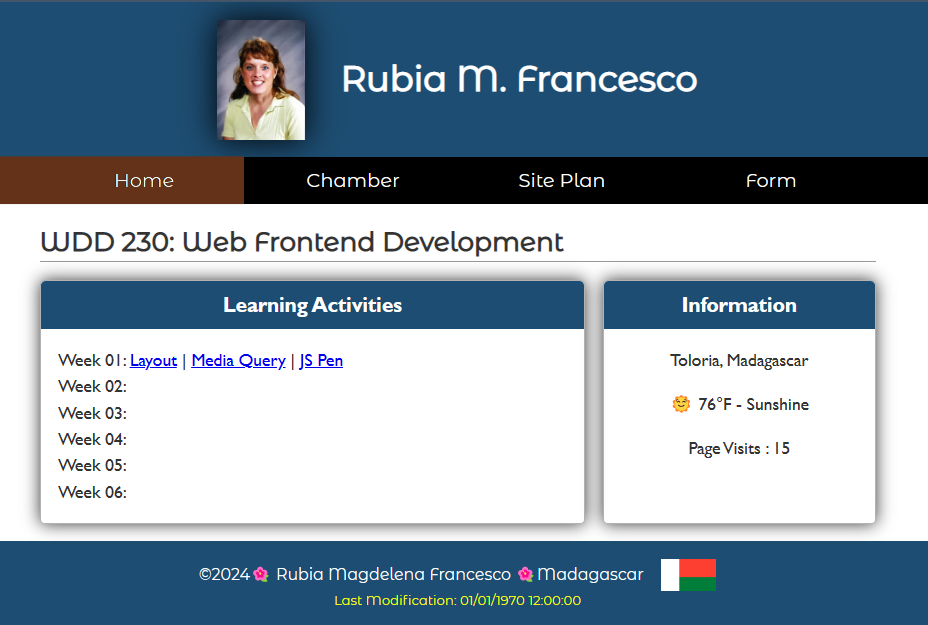 Rubia M. Francesco
Home Chamber Site Plan Form
WDD 230: Web Frontend Development
Learning Activities
Week 01: Layout | Media Query | JS Pen
Week 02:
Week 03:
Week 04:
Week 05:
Week 06:
Information
Toloria, Madagascar
🌞 76°F - Sunshine
Page Visits : 15
©2024🌺 Rubia Magdelena Francesco 🌺Madagascar
Last Modification: 01/01/1970 12:00:00